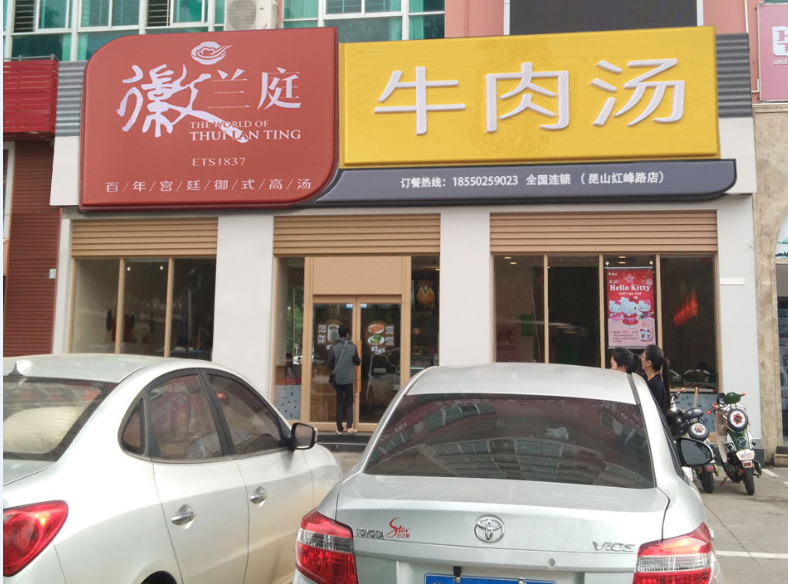 徽兰庭
THE WORLD OF
THUI LAN TING
ETS1837
百/年/宫/廷/御/式/高/汤
牛肉汤
订餐热线：18550259023 全国连锁 （昆山红峰路店）
Hello Kitty
TOYOTA
Star
VIOS